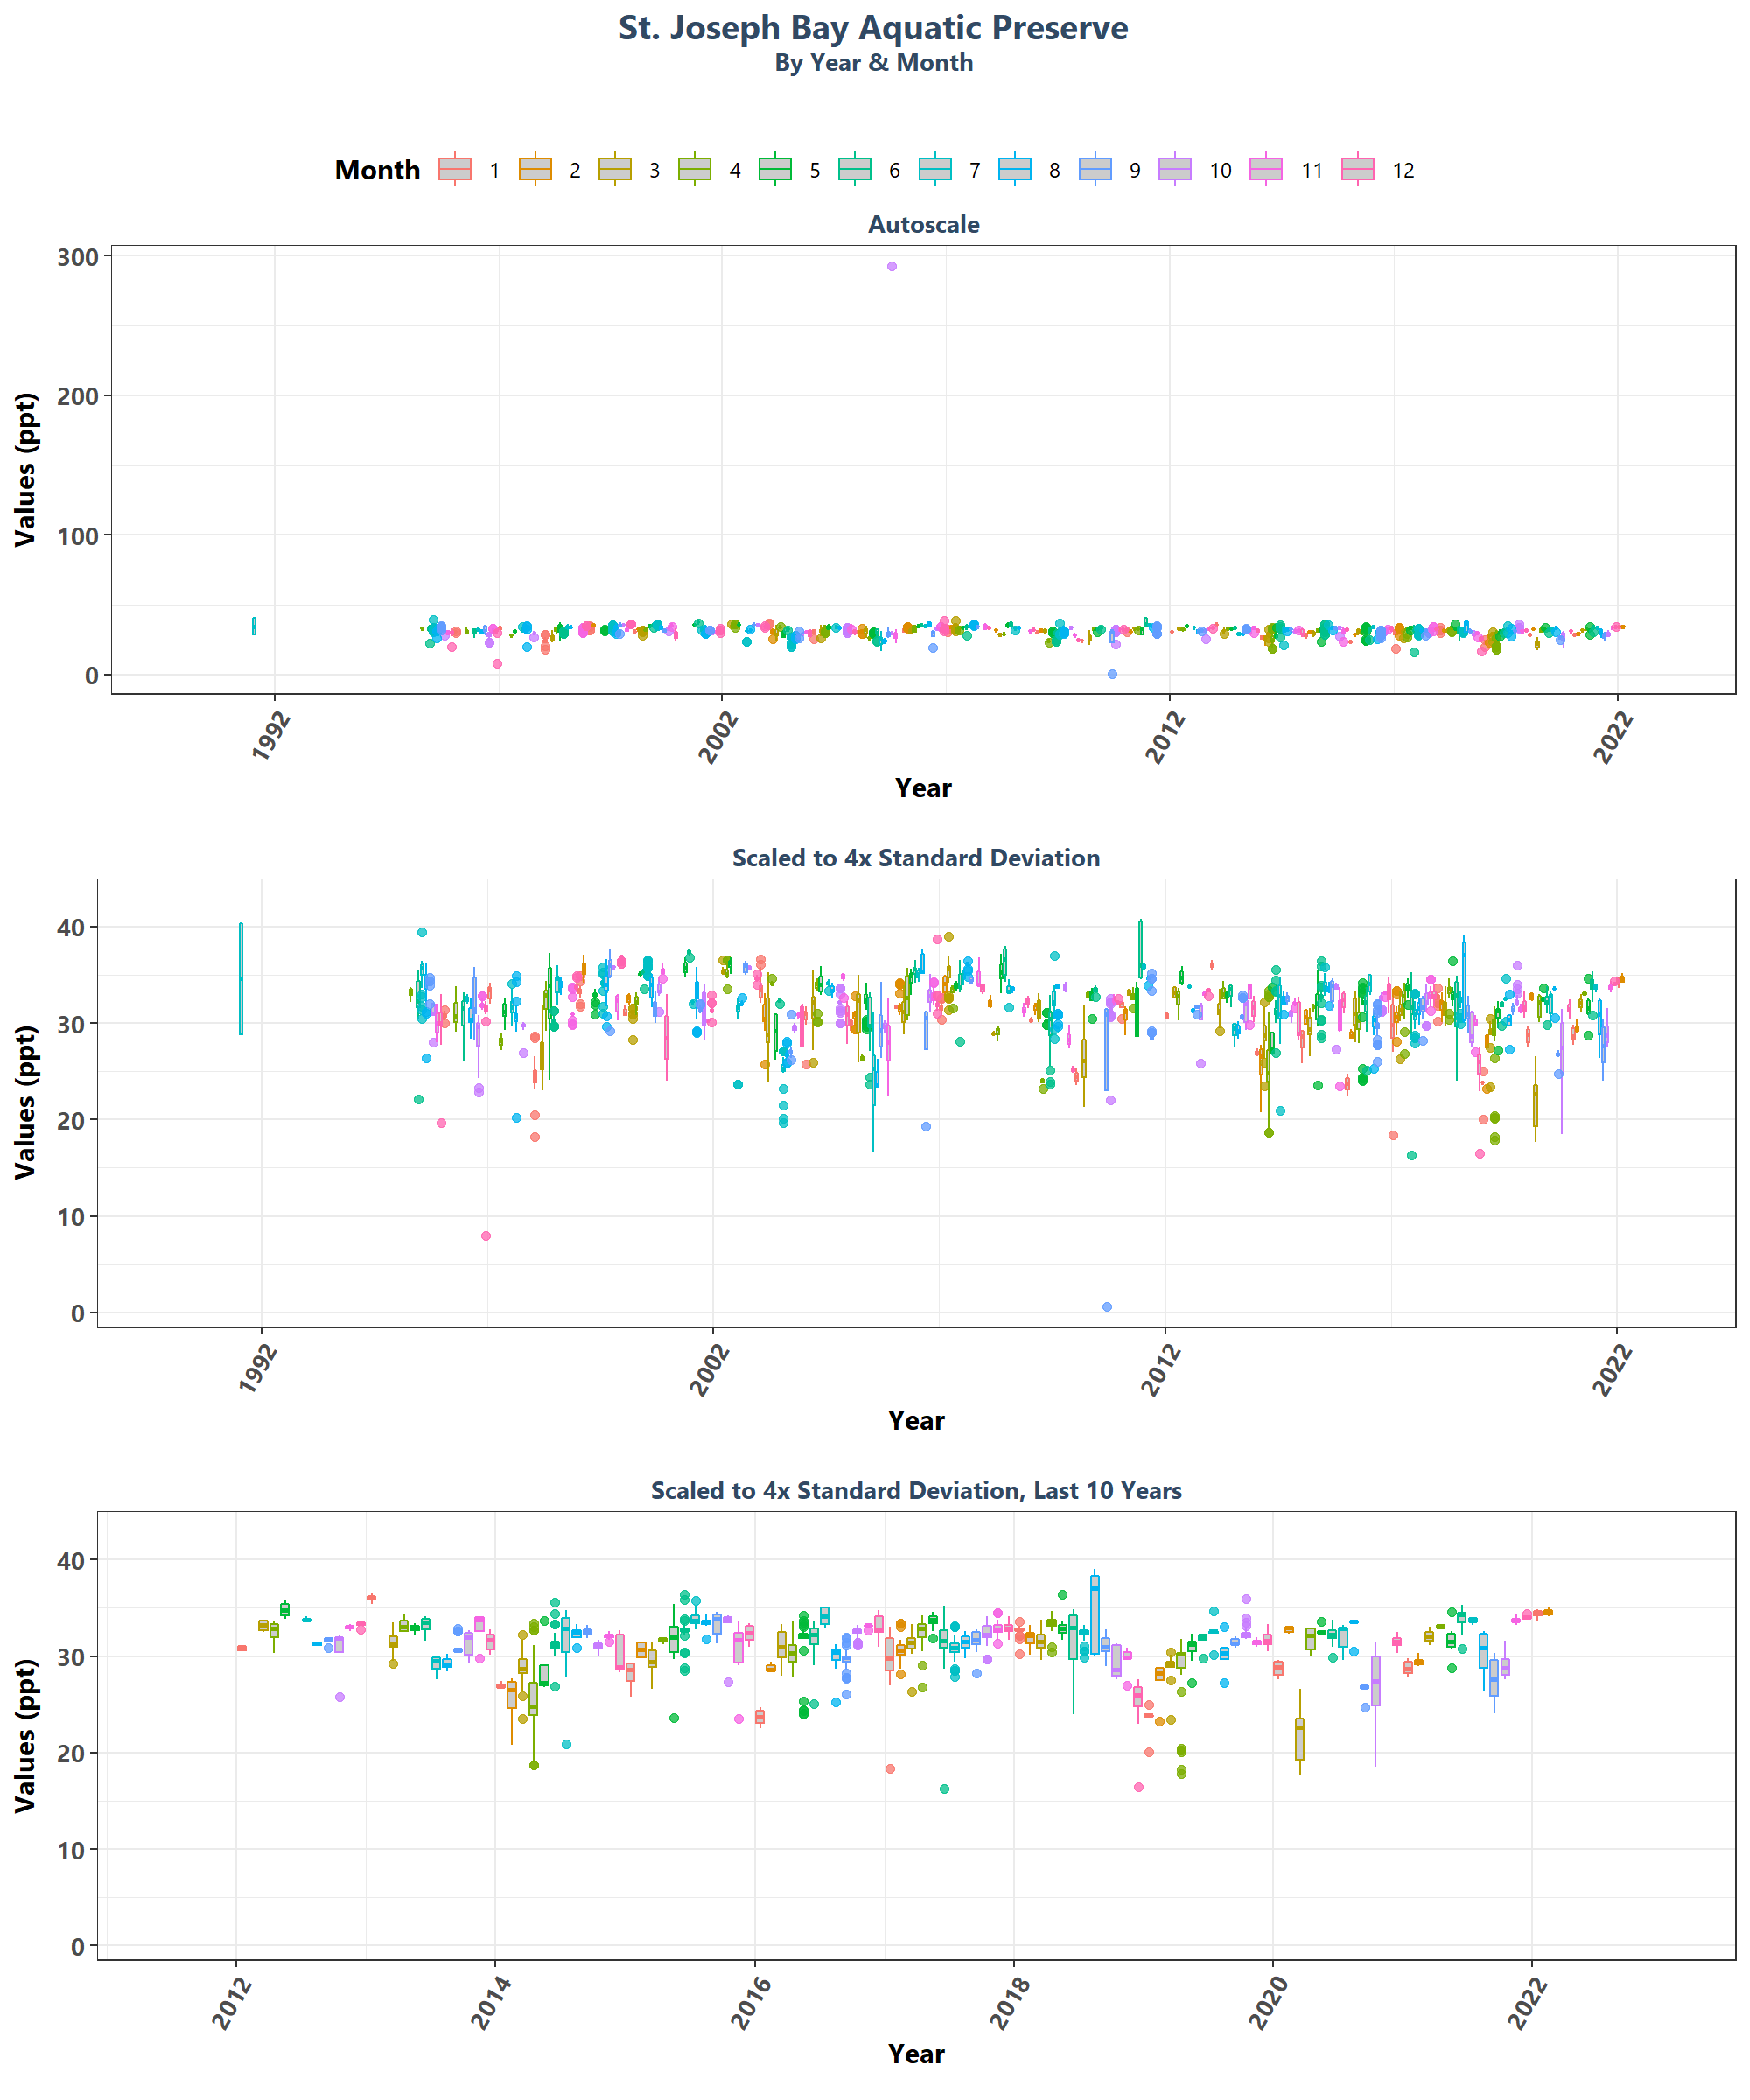 St. Joseph Bay Aquatic Preserve
By Year & Month
Month 1 2 3 4 5 6 7 8 9 10 11 12
Autoscale
300
200
100
0
Values (ppt)
1992 2002 2012 2022
Year
Scaled to 4x Standard Deviation
40
30
20
10
0
Values (ppt)
1992 2002 2012 2022
Year
Scaled to 4x Standard Deviation, Last 10 Years
40
30
20
10
0
Values (ppt)
2012 2014 2016 2018 2020 2022
Year